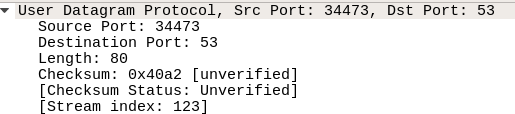 User Datagram Protocol, Src Port: 34473, Dst Port: 53
Source Port: 34473
Destination Port: 53
Length: 80
Checksum: 0x40a2 [unverified]
[Checksum Status: Unverified]
[Stream index: 123]